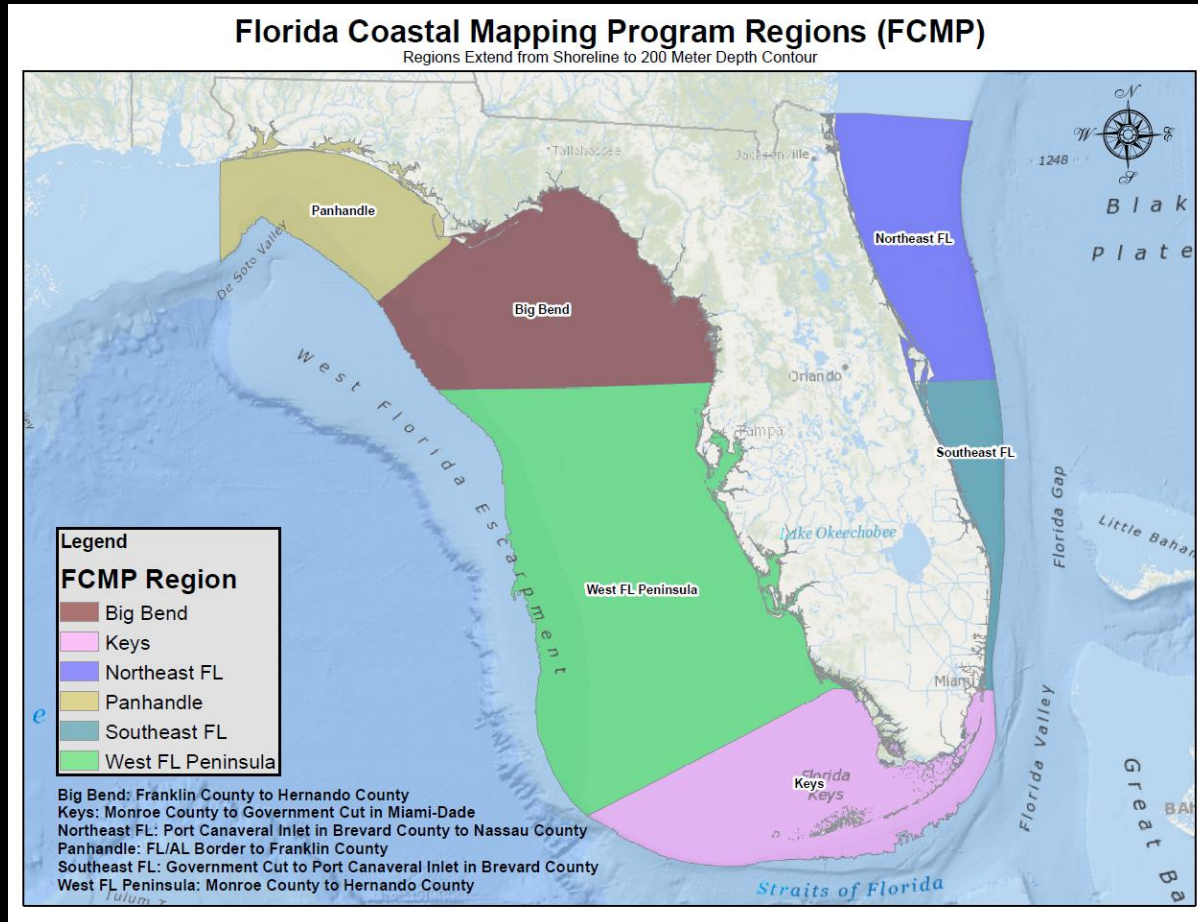 Florida Coastal Mapping Program Regions (FCMP)
Regions Extend from Shoreline to 200 Meter Depth Contour
N
W
E
S
Tallahassee
Jacksonville
1248
Blak
Plate
Panhandle
De Soto Valley
Northeast FL
Big Bend
West Florida Escarpment
Orlando
Tampa
Southeast FL
Florida Gap
Little Baham
Lake Okeechobee
West FL Peninsula
Miami
Florida Valley
Florida
Keys
Keys
Great Ba
BAH
Straits of Florida
e
Legend
FCMP Region
Big Bend
Keys
Northeast FL
Panhandle
Southeast FL
West FL Peninsula
Big Bend: Franklin County to Hernando County
Keys: Monroe County to Government Cut in Miami-Dade
Northeast FL: Port Canaveral Inlet in Brevard County to Nassau County
Panhandle: FL/AL Border to Franklin County
Southeast FL: Government Cut to Port Canaveral Inlet in Brevard County
West FL Peninsula: Monroe County to Hernando County